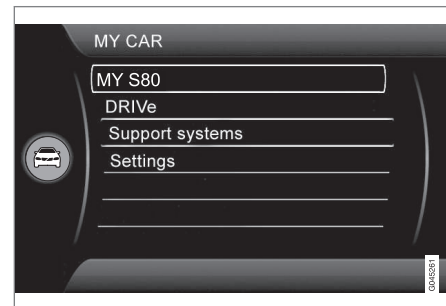 MY CAR
MY S80
DRIVe
Support systems
Settings
G045261